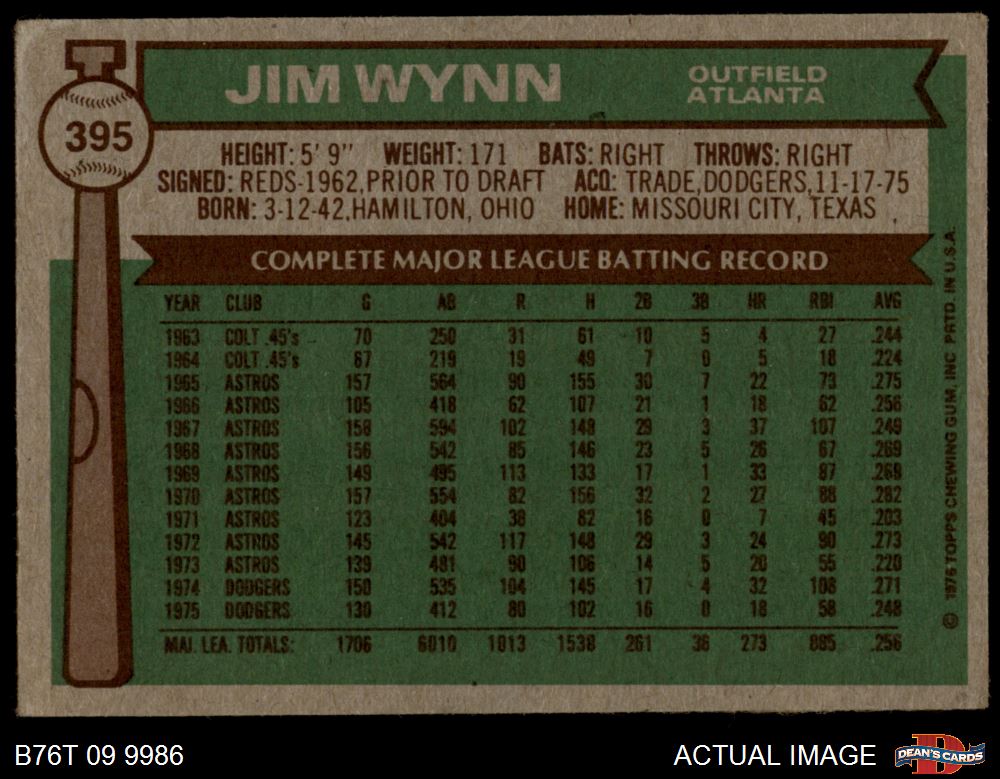 JIM WYNN
OUTFIELD
ATLANTA
395
HEIGHT: 5' 9" WEIGHT: 171 BATS: RIGHT THROWS: RIGHT
SIGNED: REDS-1962, PRIOR TO DRAFT ACQ: TRADE, DODGERS, 11-17-75
BORN: 3-12-42, HAMILTON, OHIO HOME: MISSOURI CITY, TEXAS
COMPLETE MAJOR LEAGUE BATTING RECORD
YEAR CLUB G AB R H 2B 3B HR RBI AVG
1963 COLT .45's 70 250 31 61 10 5 4 27 .244
1964 COLT .45's 67 219 19 49 7 0 5 18 .224
1965 ASTROS 157 564 90 155 30 7 22 73 .275
1966 ASTROS 105 418 62 107 21 1 18 62 .256
1967 ASTROS 158 594 102 148 29 3 37 107 .249
1968 ASTROS 156 542 85 146 23 5 26 67 .269
1969 ASTROS 149 495 113 133 17 1 33 87 .269
1970 ASTROS 157 554 82 156 32 2 27 88 .282
1971 ASTROS 123 404 38 82 16 0 7 45 .203
1972 ASTROS 145 542 117 148 29 3 24 90 .273
1973 ASTROS 139 481 90 106 14 5 20 55 .220
1974 DODGERS 150 535 104 145 17 4 32 108 .271
1975 DODGERS 130 412 80 102 16 0 18 58 .248
MAJ. LEA. TOTALS: 1706 6010 1013 1538 261 36 273 885 .256
© 1976 TOPPS CHEWING GUM, INC PRTD. IN U.S.A.
B76T 09 9986
ACTUAL IMAGE
DEAN'S CARDS